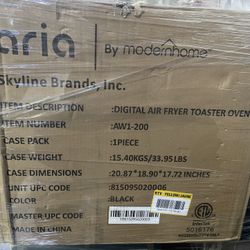 aria By modernhome
Skyline Brands, Inc.
ITEM DESCRIPTION : DIGITAL AIR FRYER TOASTER OVEN
ITEM NUMBER : AW1-200
CASE PACK : 1PIECE
CASE WEIGHT : 15.40KGS/33.95LBS
CASE DIMENSIONS : 20.87*18.90*17.72 INCHES
UNIT UPC CODE : 815095020006
COLOR : BLACK
MASTER UPC CODE :
MADE IN CHINA
Intertek
5016176